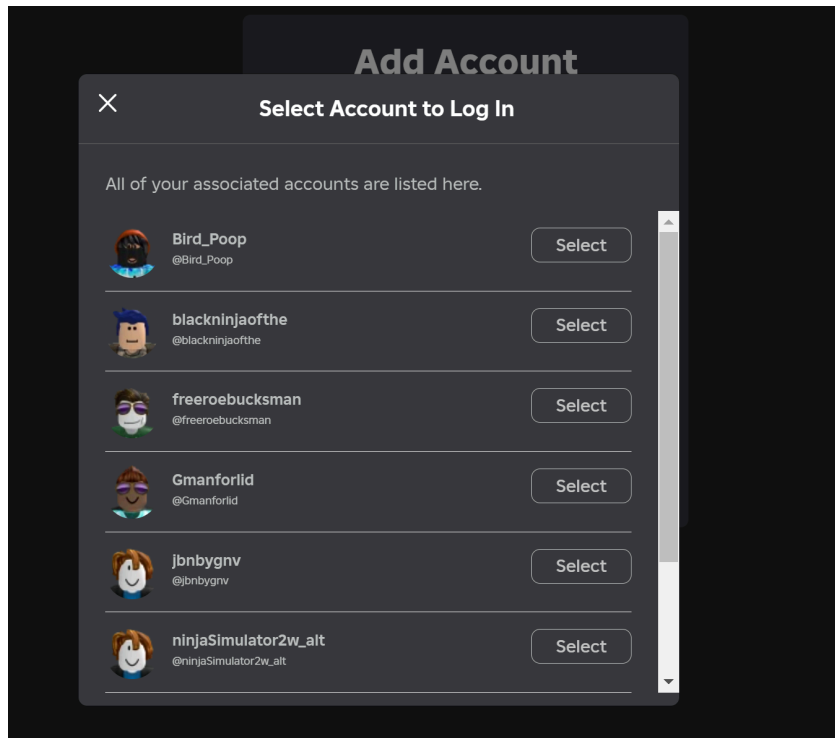 Add Account
Select Account to Log In
All of your associated accounts are listed here.
Bird_Poop
@Bird_Poop
Select
blackninjaofthe
@blackninjaofthe
Select
freeroebucksman
@freeroebucksman
Select
Gmanforlid
@Gmanforlid
Select
jbnbygnv
@jbnbygnv
Select
ninjaSimulator2w_alt
@ninjaSimulator2w_alt
Select